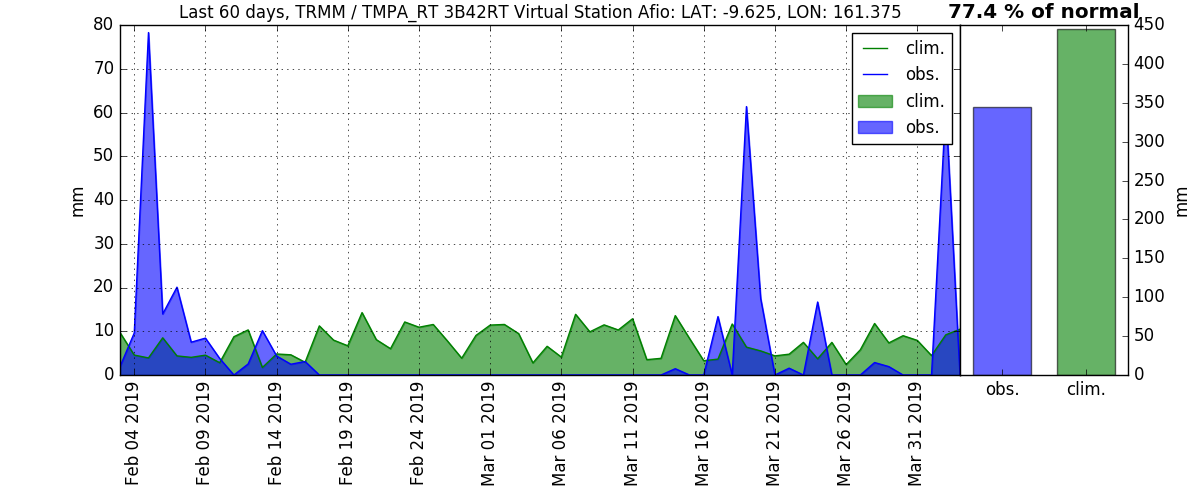 Last 60 days, TRMM / TMPA_RT 3B42RT Virtual Station Afio: LAT: -9.625, LON: 161.375
77.4 % of normal
80
70
60
50
40
30
20
10
0
mm
clim.
obs.
clim.
obs.
Feb 04 2019
Feb 09 2019
Feb 14 2019
Feb 19 2019
Feb 24 2019
Mar 01 2019
Mar 06 2019
Mar 11 2019
Mar 16 2019
Mar 21 2019
Mar 26 2019
Mar 31 2019
450
400
350
300
250
200
150
100
50
0
mm
obs.
clim.